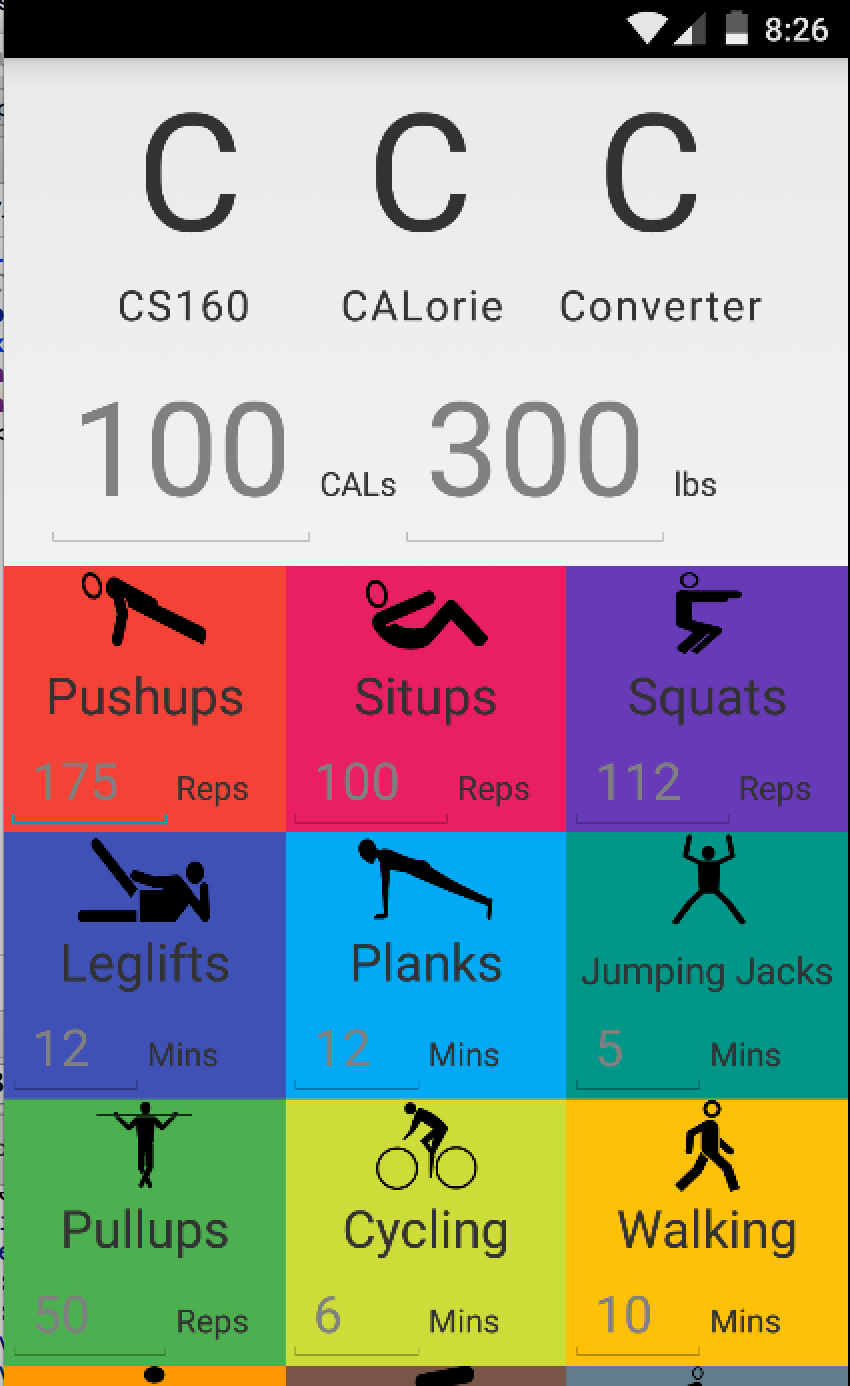 8:26
C C C
CS160 CALorie Converter
100 CALs 300 lbs
Pushups Situps Squats
175 Reps 100 Reps 112 Reps
Leglifts Planks Jumping Jacks
12 Mins 12 Mins 5 Mins
Pullups Cycling Walking
50 Reps 6 Mins 10 Mins